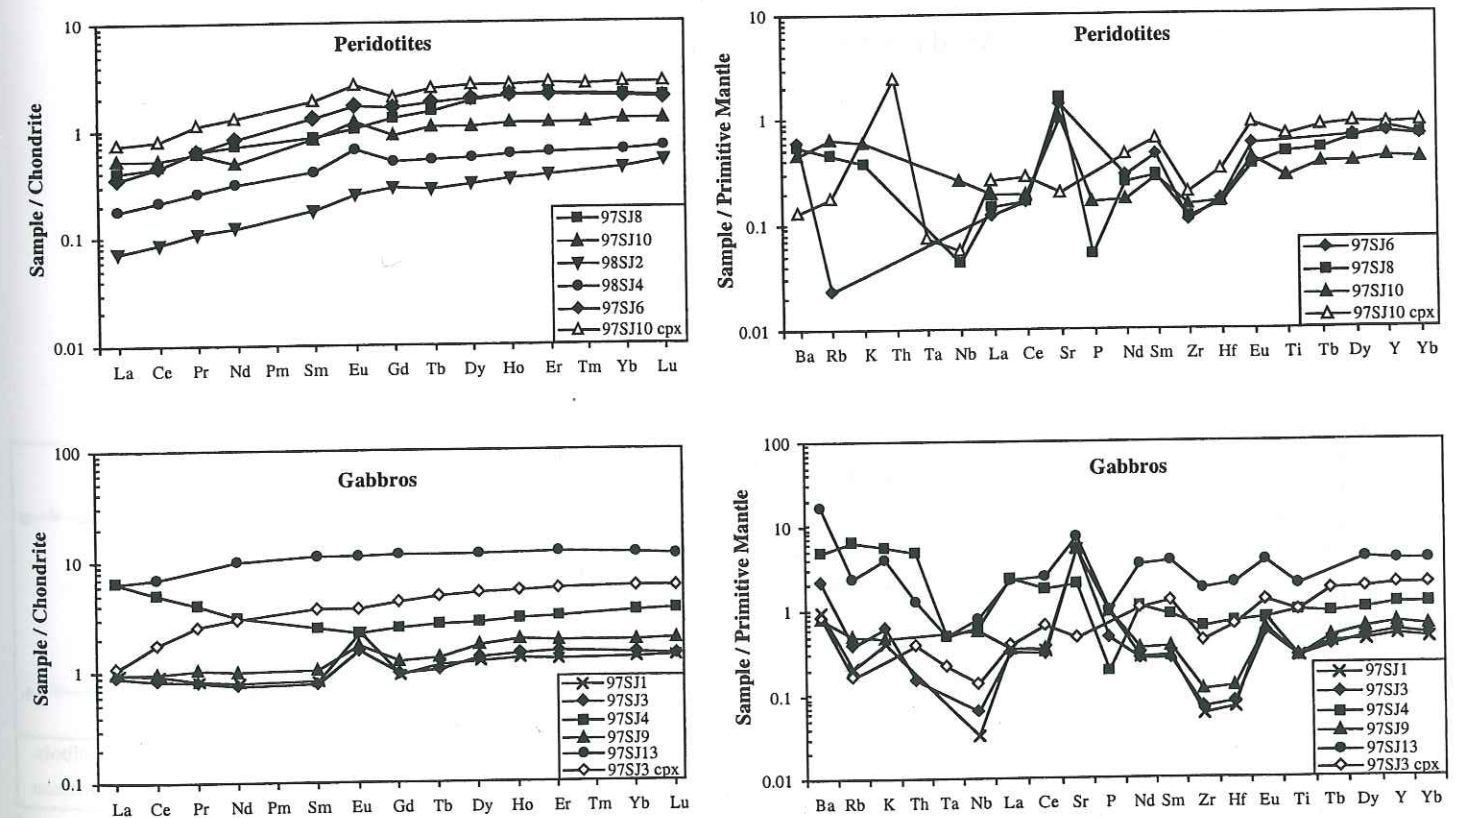 Peridotites
Sample / Chondrite
10
1
0.1
0.01
97SJ8
97SJ10
98SJ2
98SJ4
97SJ6
97SJ10 cpx
La Ce Pr Nd Pm Sm Eu Gd Tb Dy Ho Er Tm Yb Lu
Peridotites
Sample / Primitive Mantle
10
1
0.1
0.01
97SJ6
97SJ8
97SJ10
97SJ10 cpx
Ba Rb K Th Ta Nb La Ce Sr P Nd Sm Zr Hf Eu Ti Tb Dy Y Yb
Gabbros
Sample / Chondrite
100
10
1
0.1
97SJ1
97SJ3
97SJ4
97SJ9
97SJ13
97SJ3 cpx
La Ce Pr Nd Pm Sm Eu Gd Tb Dy Ho Er Tm Yb Lu
Gabbros
Sample / Primitive Mantle
100
10
1
0.1
0.01
97SJ1
97SJ3
97SJ4
97SJ9
97SJ13
97SJ3 cpx
Ba Rb K Th Ta Nb La Ce Sr P Nd Sm Zr Hf Eu Ti Tb Dy Y Yb